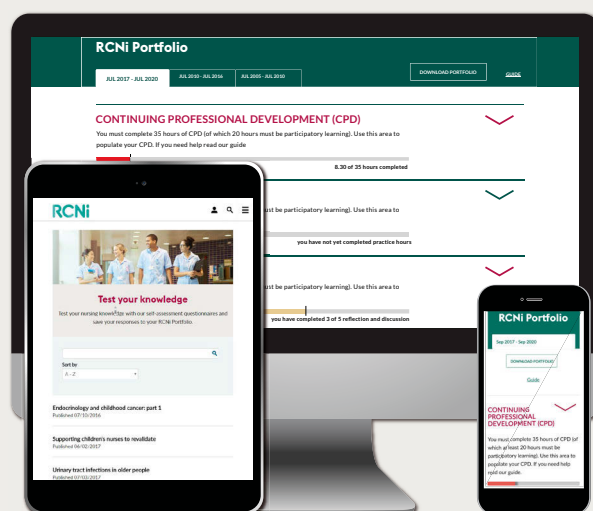 RCNi Portfolio
JUL 2017 - JUL 2020
JUL 2010 - JUL 2016
JUL 2005 - JUL 2010
DOWNLOAD PORTFOLIO
GUIDE
CONTINUING PROFESSIONAL DEVELOPMENT (CPD)
You must complete 35 hours of CPD (of which 20 hours must be participatory learning). Use this area to
populate your CPD. If you need help read our guide
8.30 of 35 hours completed
ust be participatory learning). Use this area to
you have not yet completed practice hours
ust be participatory learning). Use this area to
you have completed 3 of 5 reflection and discussion
RCNi
Test your knowledge
Test your nursing knowledge with our self-assessment questionnaires and
save your responses to your RCNi Portfolio.
Sort by
A - Z
Endocrinology and childhood cancer: part 1
Published 07/10/2016
Supporting children's nurses to revalidate
Published 06/02/2017
Urinary tract infections in older people
Published 07/03/2017
RCNi Portfolio
Sep 2017 - Sep 2020
DOWNLOAD PORTFOLIO
Guide
CONTINUING
PROFESSIONAL
DEVELOPMENT (CPD)
You must complete 35 hours of CPD (of
which at least 20 hours must be
participatory learning). Use this area to
populate your CPD. If you need help
read our guide.